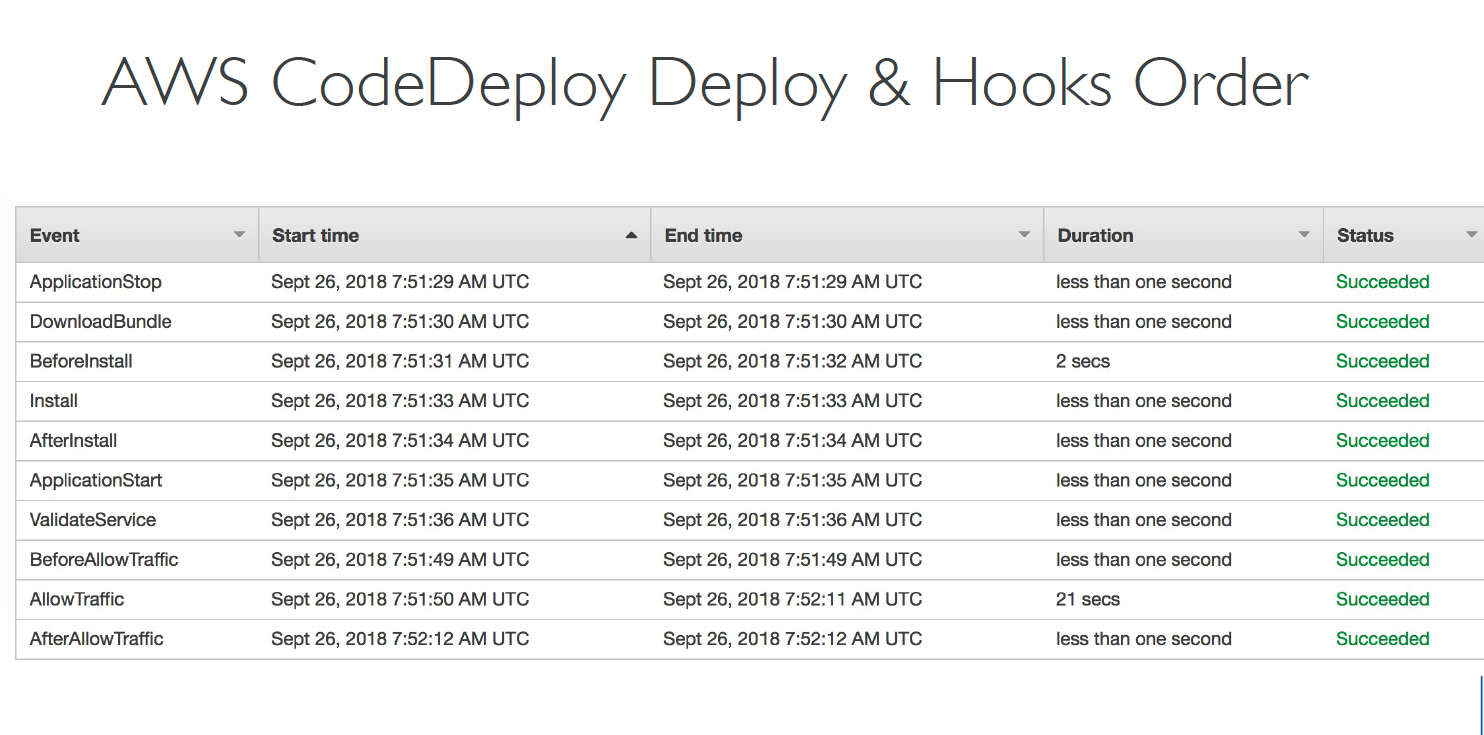 AWS CodeDeploy Deploy & Hooks Order
Event Start time End time Duration Status
ApplicationStop Sept 26, 2018 7:51:29 AM UTC Sept 26, 2018 7:51:29 AM UTC less than one second Succeeded
DownloadBundle Sept 26, 2018 7:51:30 AM UTC Sept 26, 2018 7:51:30 AM UTC less than one second Succeeded
BeforeInstall Sept 26, 2018 7:51:31 AM UTC Sept 26, 2018 7:51:32 AM UTC 2 secs Succeeded
Install Sept 26, 2018 7:51:33 AM UTC Sept 26, 2018 7:51:33 AM UTC less than one second Succeeded
AfterInstall Sept 26, 2018 7:51:34 AM UTC Sept 26, 2018 7:51:34 AM UTC less than one second Succeeded
ApplicationStart Sept 26, 2018 7:51:35 AM UTC Sept 26, 2018 7:51:35 AM UTC less than one second Succeeded
ValidateService Sept 26, 2018 7:51:36 AM UTC Sept 26, 2018 7:51:36 AM UTC less than one second Succeeded
BeforeAllowTraffic Sept 26, 2018 7:51:49 AM UTC Sept 26, 2018 7:51:49 AM UTC less than one second Succeeded
AllowTraffic Sept 26, 2018 7:51:50 AM UTC Sept 26, 2018 7:52:11 AM UTC 21 secs Succeeded
AfterAllowTraffic Sept 26, 2018 7:52:12 AM UTC Sept 26, 2018 7:52:12 AM UTC less than one second Succeeded